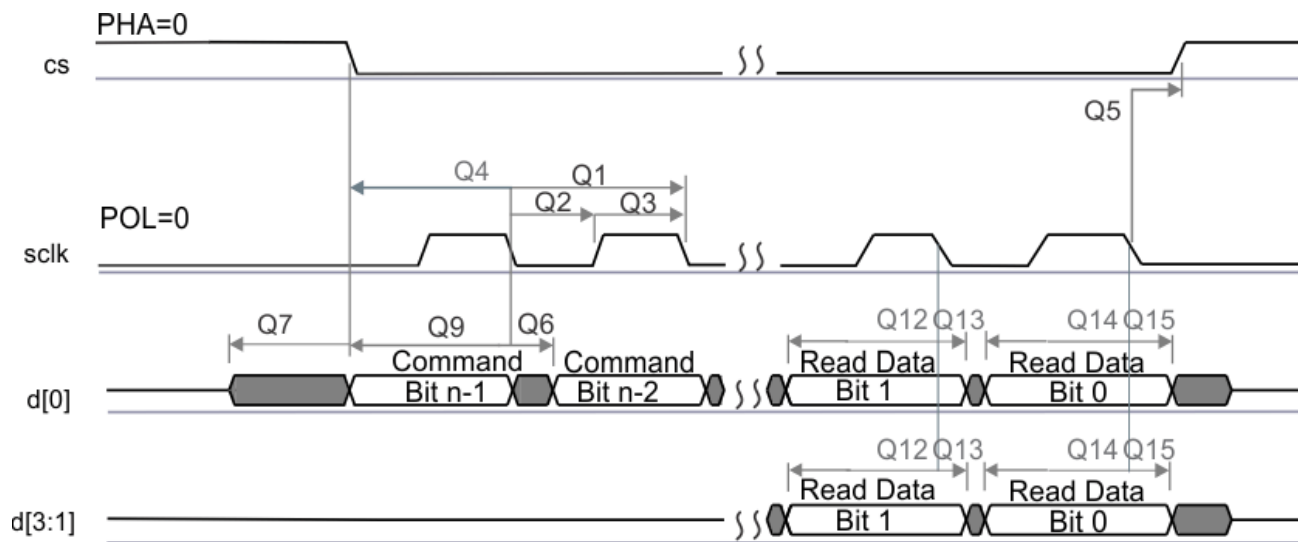 PHA=0
cs
Q5
Q4 Q1
Q2 Q3
POL=0
sclk
Q7 Q9 Q6 Q12 Q13 Q14 Q15
Command Command Read Data Read Data
d[0] Bit n-1 Bit n-2 Bit 1 Bit 0
Q12 Q13 Q14 Q15
Read Data Read Data
d[3:1] Bit 1 Bit 0